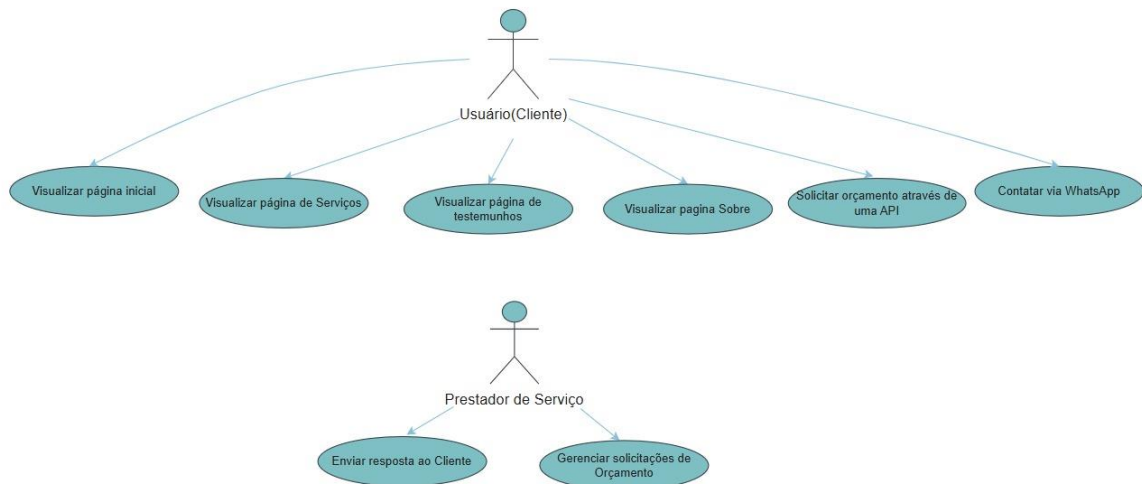 Usuário(Cliente)
Visualizar página inicial
Visualizar página de Serviços
Visualizar página de
testemunhos
Visualizar pagina Sobre
Solicitar orçamento através de
uma API
Contatar via WhatsApp
Prestador de Serviço
Enviar resposta ao Cliente
Gerenciar solicitações de
Orçamento